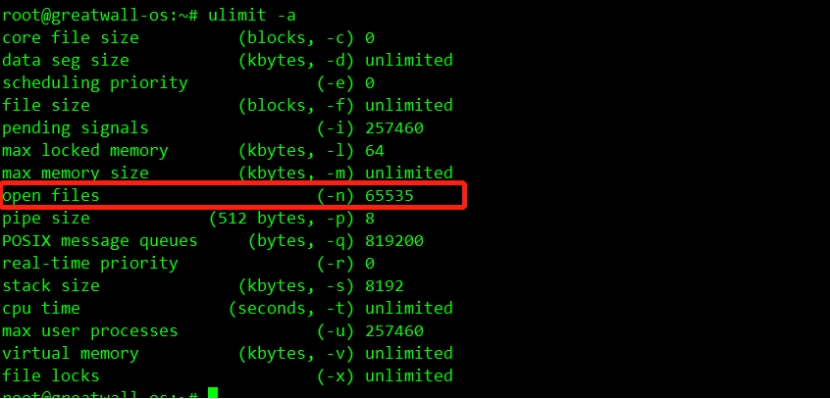 root@greatwall-os:~# ulimit -a
core file size (blocks, -c) 0
data seg size (kbytes, -d) unlimited
scheduling priority (-e) 0
file size (blocks, -f) unlimited
pending signals (-i) 257460
max locked memory (kbytes, -l) 64
max memory size (kbytes, -m) unlimited
open files (-n) 65535
pipe size (512 bytes, -p) 8
POSIX message queues (bytes, -q) 819200
real-time priority (-r) 0
stack size (kbytes, -s) 8192
cpu time (seconds, -t) unlimited
max user processes (-u) 257460
virtual memory (kbytes, -v) unlimited
file locks (-x) unlimited
root@greatwall-os:~#